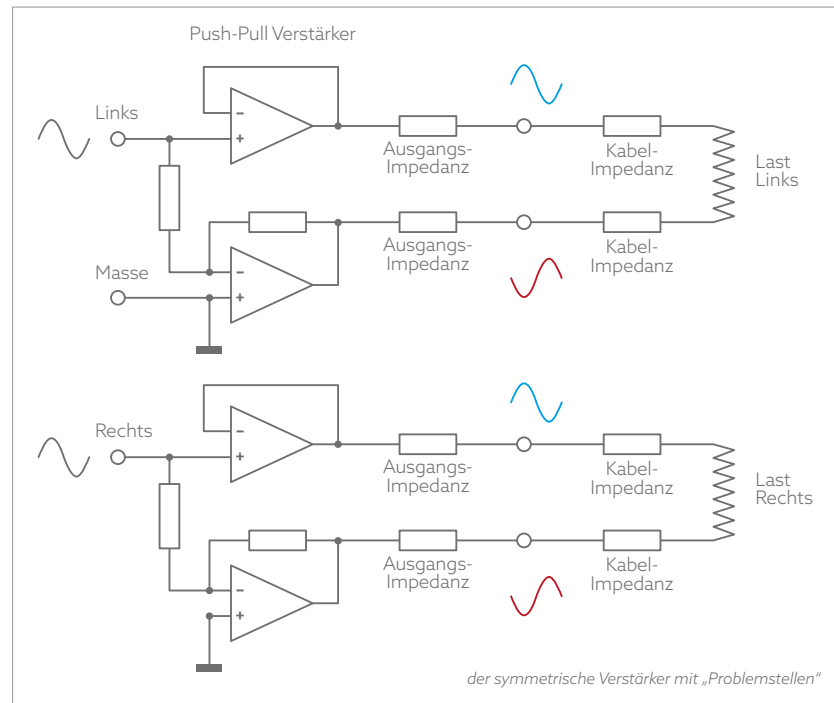 Push-Pull Verstärker
Links
Ausgangs-
Impedanz
Kabel-
Impedanz
Last
Links
Masse
Ausgangs-
Impedanz
Kabel-
Impedanz
Rechts
Ausgangs-
Impedanz
Kabel-
Impedanz
Last
Rechts
Ausgangs-
Impedanz
Kabel-
Impedanz
der symmetrische Verstärker mit „Problemstellen“